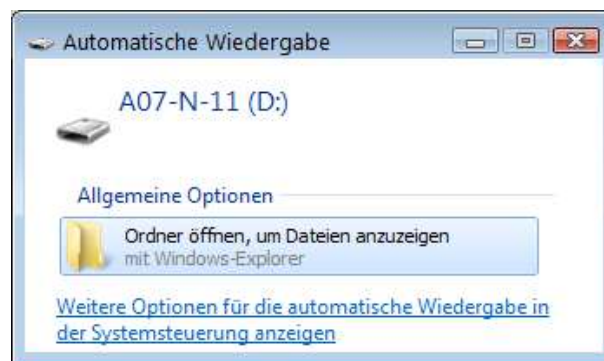 Automatische Wiedergabe
A07-N-11 (D:)
Allgemeine Optionen
Ordner öffnen, um Dateien anzuzeigen
mit Windows-Explorer
Weitere Optionen für die automatische Wiedergabe in
der Systemsteuerung anzeigen